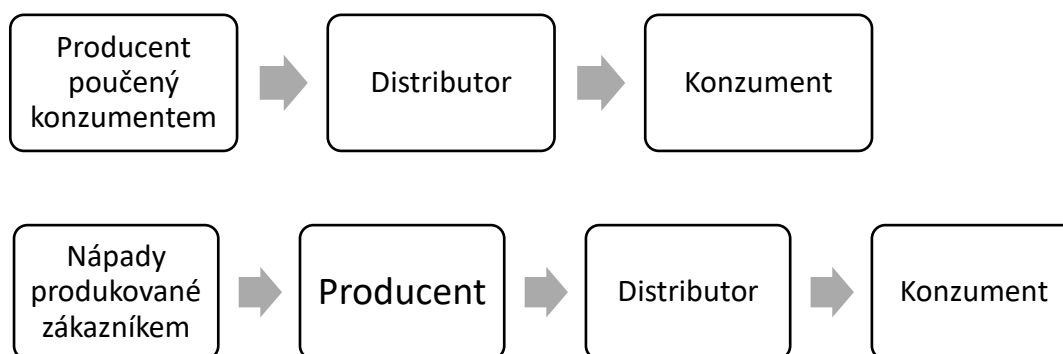 Producent
poučený
konzumentem
Distributor
Konzument
Nápady
produkované
zákazníkem
Producent
Distributor
Konzument